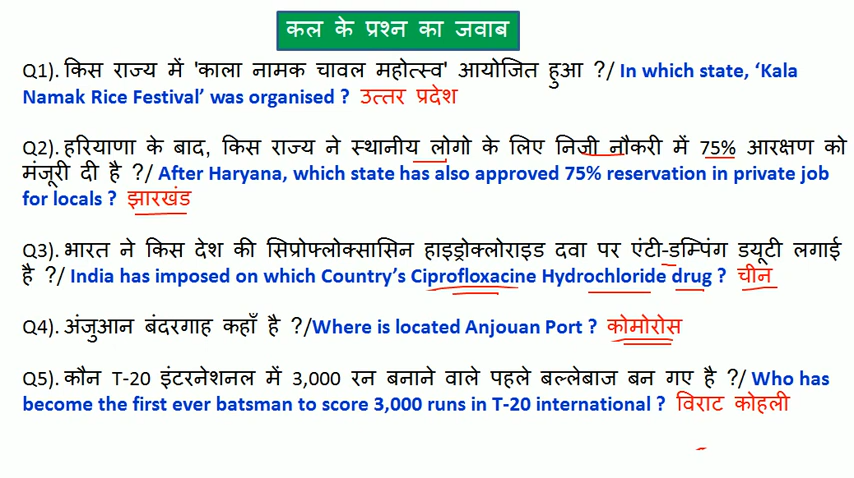 कल के प्रश्न का जवाब
Q1). किस राज्य में 'काला नामक चावल महोत्स्व' आयोजित हुआ ?/ In which state, ‘Kala
Namak Rice Festival’ was organised ? उत्तर प्रदेश
Q2). हरियाणा के बाद, किस राज्य ने स्थानीय लोगो के लिए निजी नौकरी में 75% आरक्षण को
मंजूरी दी है ?/ After Haryana, which state has also approved 75% reservation in private job
for locals ? झारखंड
Q3). भारत ने किस देश की सिप्रोफ्लोक्सासिन हाइड्रोक्लोराइड दवा पर एंटी-डम्पिंग डयूटी लगाई
है ?/ India has imposed on which Country’s Ciprofloxacine Hydrochloride drug ? चीन
Q4). अंजुआन बंदरगाह कहाँ है ?/Where is located Anjouan Port ? कोमोरोस
Q5). कौन T-20 इंटरनेशनल में 3,000 रन बनाने वाले पहले बल्लेबाज बन गए है ?/ Who has
become the first ever batsman to score 3,000 runs in T-20 international ? विराट कोहली